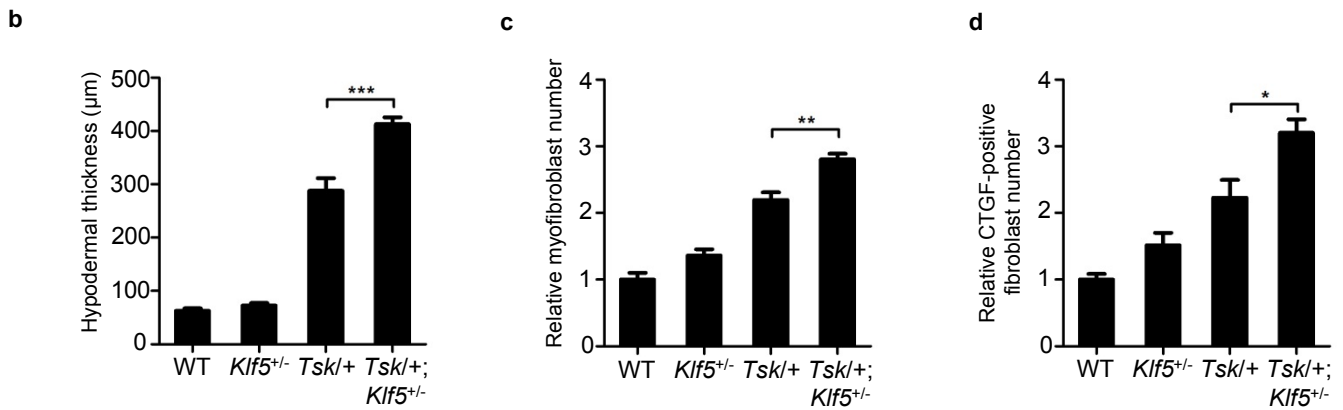 b
Hypodermal thickness (µm)
500
400
300
200
100
0
***
WT
Klf5+/-
Tsk/+
Tsk/+;
Klf5+/-
c
Relative myofibroblast number
4
3
2
1
0
**
WT
Klf5+/-
Tsk/+
Tsk/+;
Klf5+/-
d
Relative CTGF-positive
fibroblast number
4
3
2
1
0
*
WT
Klf5+/-
Tsk/+
Tsk/+;
Klf5+/-